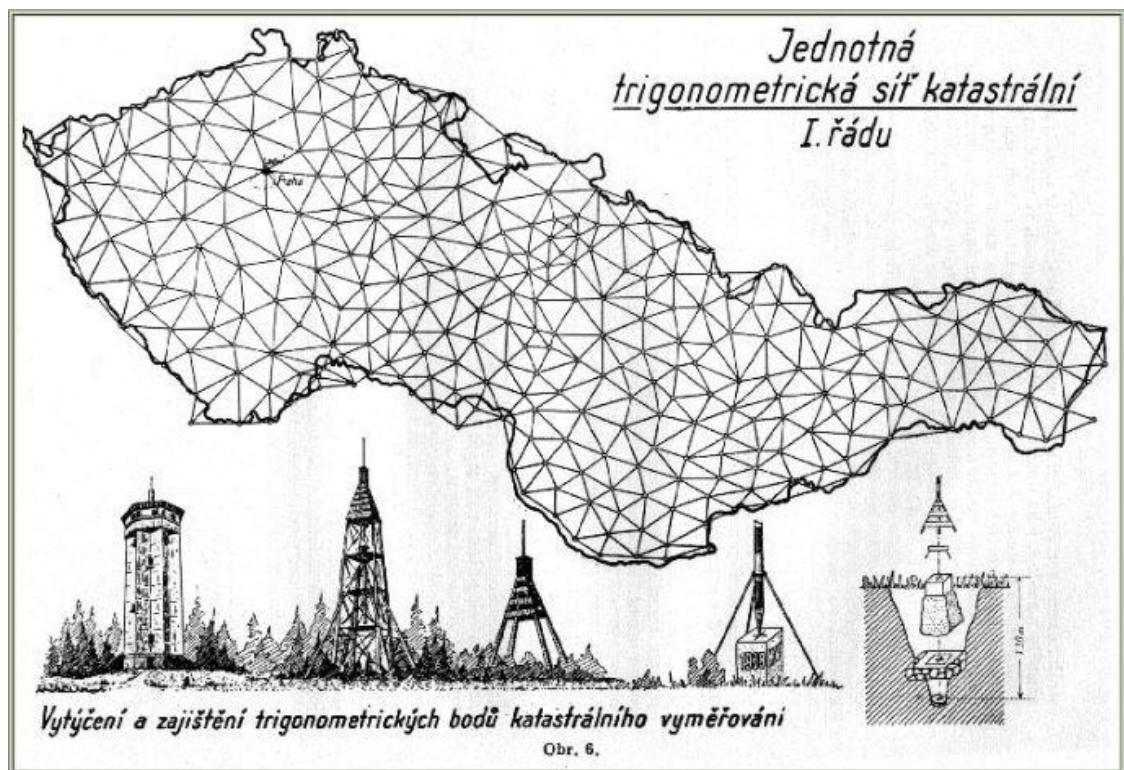 Jednotná
trigonometrická síť katastrální
I. řádu
Praha
Vytýčení a zajištění trigonometrických bodů katastrálního vyměřování
Obr. 6.